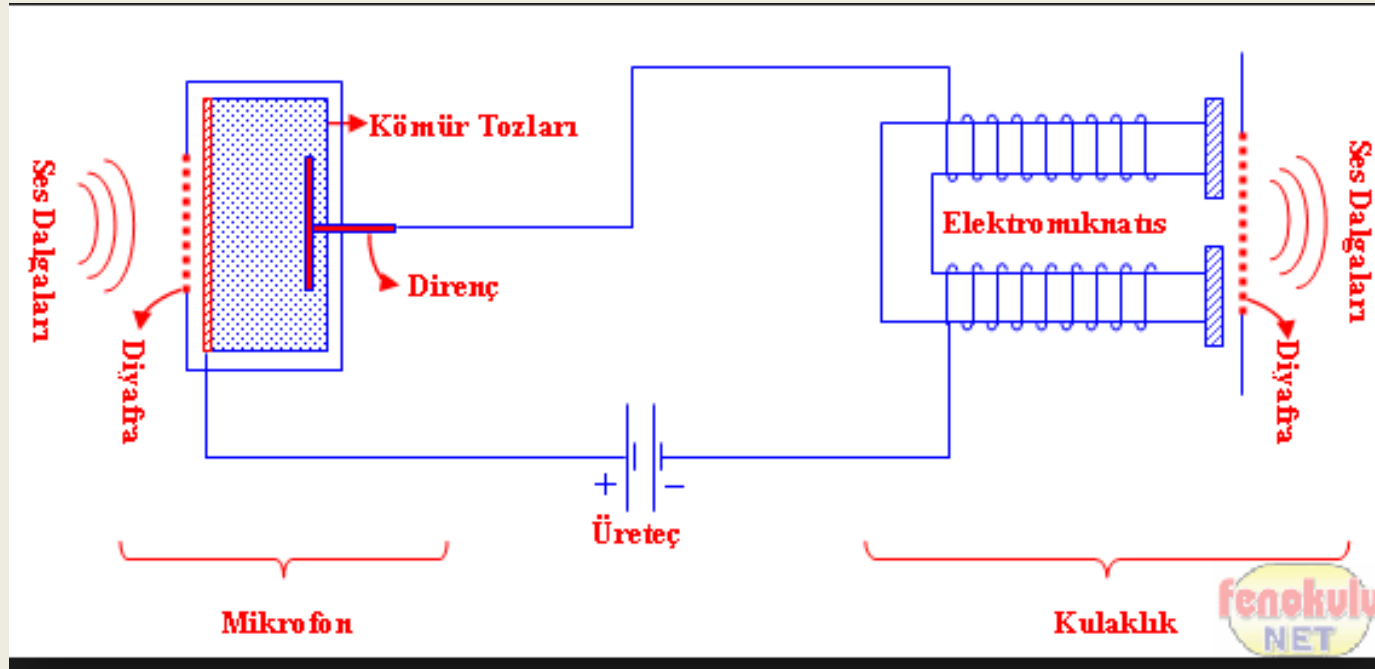 Kömür Tozları
Ses Dalgaları
Ses Dalgaları
Elektromıknatıs
Direnç
Diyafra
Diyafra
+ −
Üreteç
Mikrofon
Kulaklık
fenokulu
NET